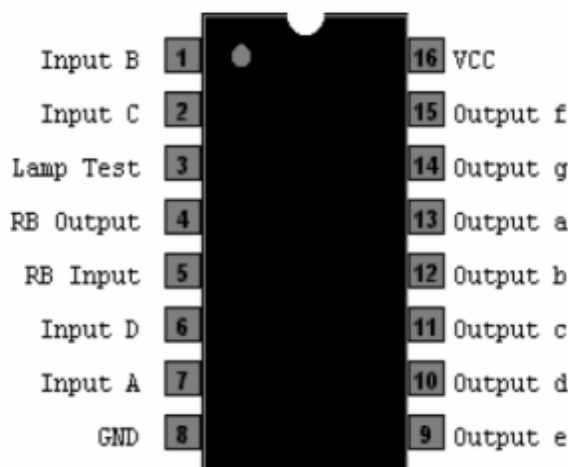 Input B 1 16 VCC
Input C 2 15 Output f
Lamp Test 3 14 Output g
RB Output 4 13 Output a
RB Input 5 12 Output b
Input D 6 11 Output c
Input A 7 10 Output d
GND 8 9 Output e